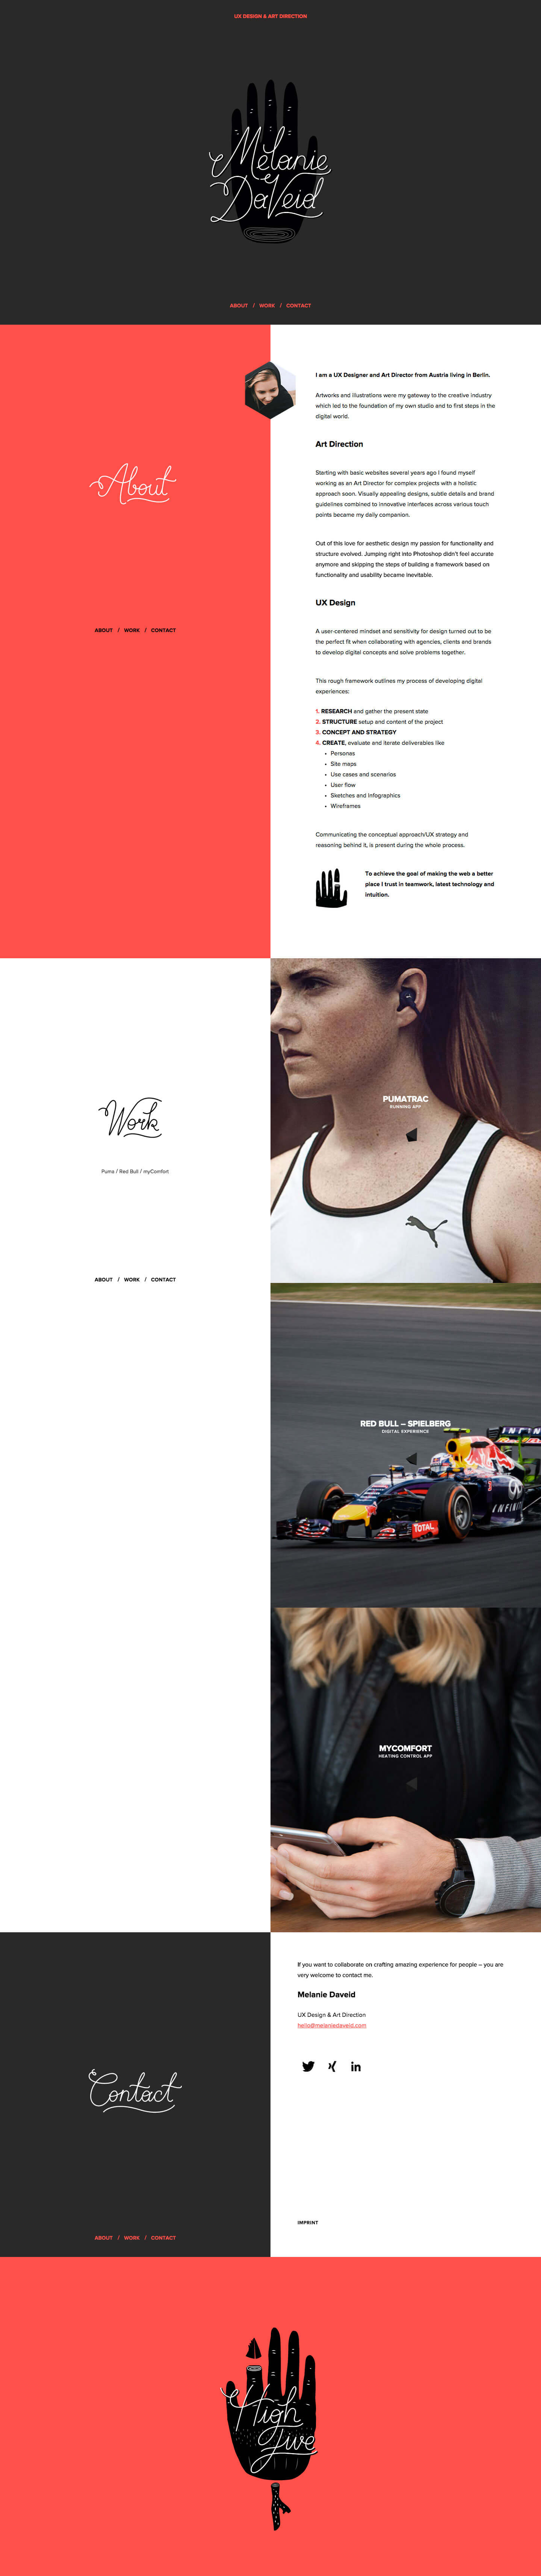 UX DESIGN & ART DIRECTION
Melanie
DaVeid
ABOUT / WORK / CONTACT
About
ABOUT / WORK / CONTACT
I am a UX Designer and Art Director from Austria living in Berlin.
Artworks and illustrations were my gateway to the creative industry
which led to the foundation of my own studio and to first steps in the
digital world.
Art Direction
Starting with basic websites several years ago I found myself
working as an Art Director for complex projects with a holistic
approach soon. Visually appealing designs, subtle details and brand
guidelines combined to innovative interfaces across various touch
points became my daily companion.
Out of this love for aesthetic design my passion for functionality and
structure evolved. Jumping right into Photoshop didn't feel accurate
anymore and skipping the steps of building a framework based on
functionality and usability became inevitable.
UX Design
A user-centered mindset and sensitivity for design turned out to be
the perfect fit when collaborating with agencies, clients and brands
to develop digital concepts and solve problems together.
This rough framework outlines my process of developing digital
experiences:
1. RESEARCH and gather the present state
2. STRUCTURE setup and content of the project
3. CONCEPT AND STRATEGY
4. CREATE, evaluate and iterate deliverables like
• Personas
• Site maps
• Use cases and scenarios
• User flow
• Sketches and Infographics
• Wireframes
Communicating the conceptual approach/UX strategy and
reasoning behind it, is present during the whole process.
To achieve the goal of making the web a better
place I trust in teamwork, latest technology and
intuition.
Work
Puma / Red Bull / myComfort
ABOUT / WORK / CONTACT
PUMATRAC
RUNNING APP
RED BULL – SPIELBERG
DIGITAL EXPERIENCE
INFINITI
TOTAL
MYCOMFORT
HEATING CONTROL APP
Contact
ABOUT / WORK / CONTACT
If you want to collaborate on crafting amazing experience for people – you are
very welcome to contact me.
Melanie Daveid
UX Design & Art Direction
hello@melaniedaveid.com
in
IMPRINT
High
Five